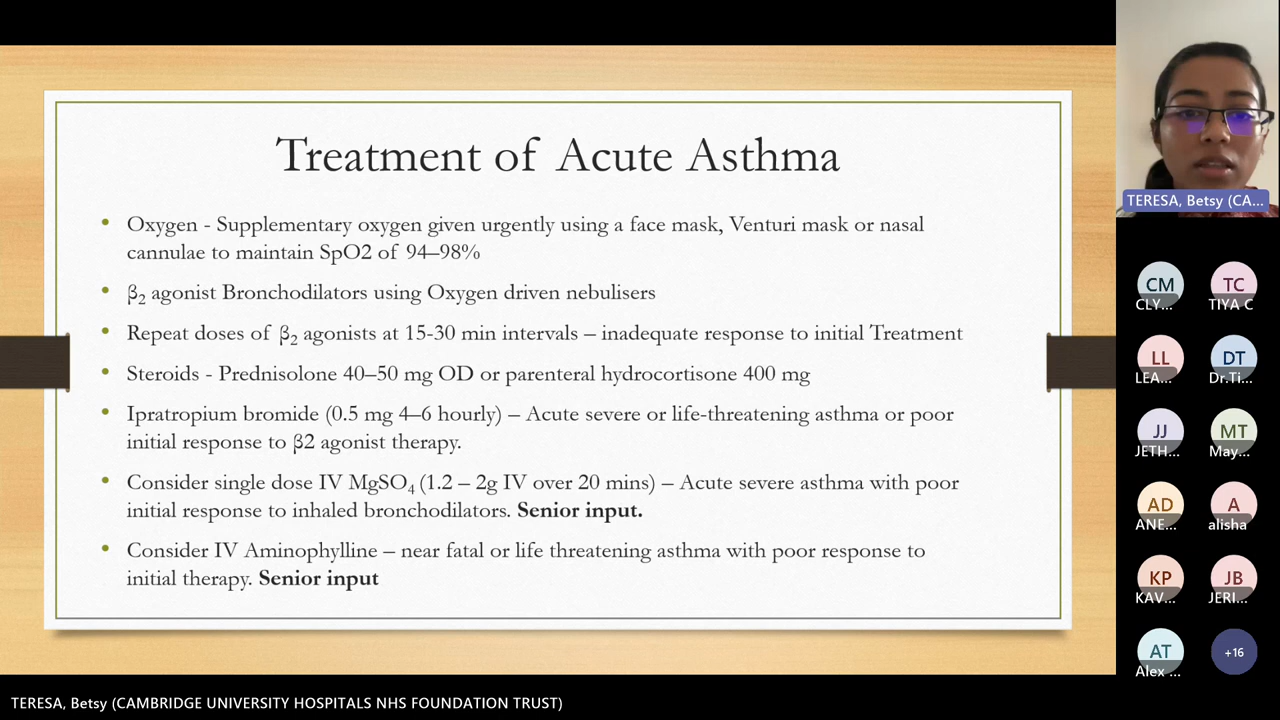 Treatment of Acute Asthma
• Oxygen - Supplementary oxygen given urgently using a face mask, Venturi mask or nasal
cannulae to maintain SpO2 of 94–98%
• β₂ agonist Bronchodilators using Oxygen driven nebulisers
• Repeat doses of β₂ agonists at 15-30 min intervals – inadequate response to initial Treatment
• Steroids - Prednisolone 40–50 mg OD or parenteral hydrocortisone 400 mg
• Ipratropium bromide (0.5 mg 4–6 hourly) – Acute severe or life-threatening asthma or poor
initial response to β2 agonist therapy.
• Consider single dose IV MgSO₄ (1.2 – 2g IV over 20 mins) – Acute severe asthma with poor
initial response to inhaled bronchodilators. Senior input.
• Consider IV Aminophylline – near fatal or life threatening asthma with poor response to
initial therapy. Senior input
TERESA, Betsy (CA...
CM
CLY...
TC
TIYA C
LL
LEA...
DT
Dr.Ti...
JJ
JETH...
MT
May...
AD
ANE...
A
alisha
KP
KAV...
JB
JERI...
AT
Alex ...
+16
TERESA, Betsy (CAMBRIDGE UNIVERSITY HOSPITALS NHS FOUNDATION TRUST)